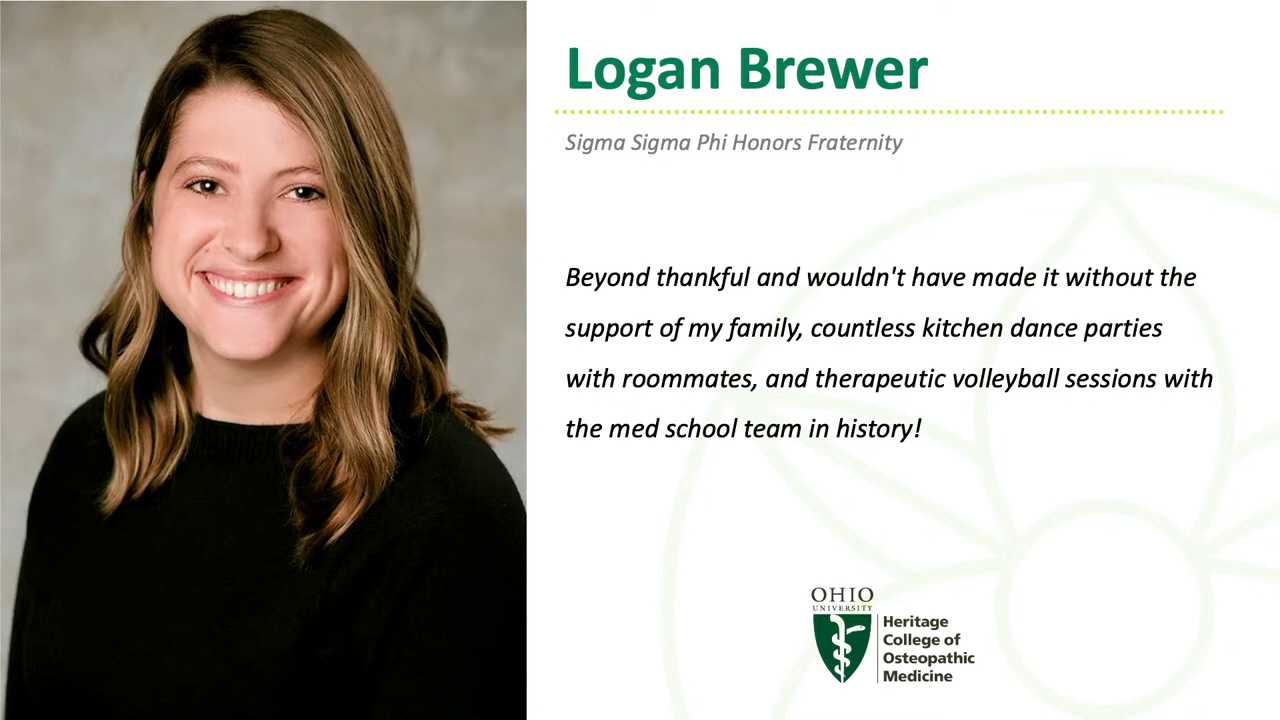 Logan Brewer
Sigma Sigma Phi Honors Fraternity
Beyond thankful and wouldn't have made it without the
support of my family, countless kitchen dance parties
with roommates, and therapeutic volleyball sessions with
the med school team in history!
OHIO
UNIVERSITY
Heritage
College of
Osteopathic
Medicine